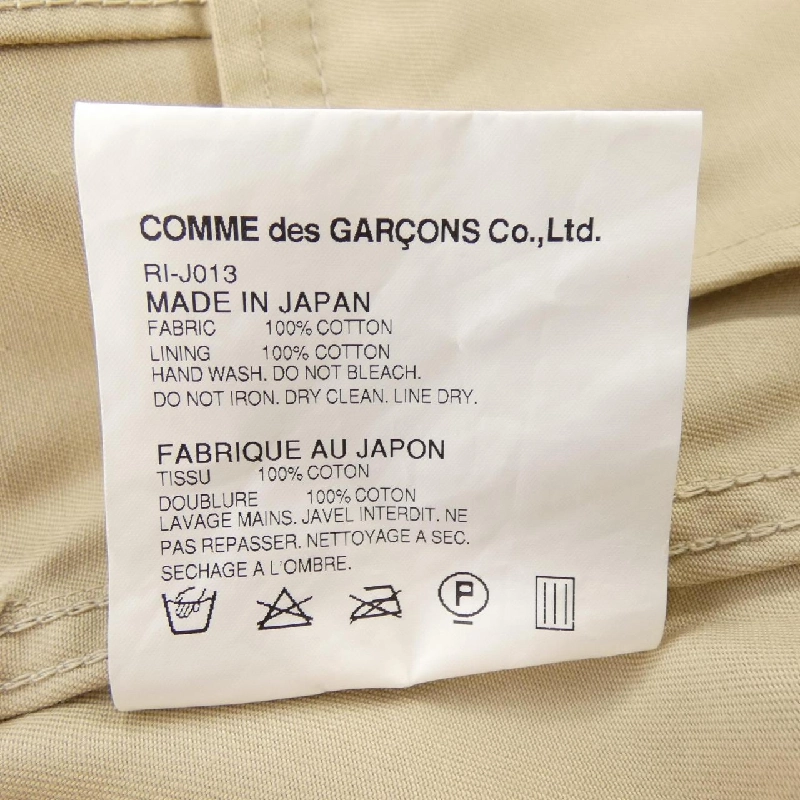 COMME des GARÇONS Co.,Ltd.
RI-J013
MADE IN JAPAN
FABRIC 100% COTTON
LINING 100% COTTON
HAND WASH. DO NOT BLEACH.
DO NOT IRON. DRY CLEAN. LINE DRY.
FABRIQUE AU JAPON
TISSU 100% COTON
DOUBLURE 100% COTON
LAVAGE MAINS. JAVEL INTERDIT. NE
PAS REPASSER. NETTOYAGE A SEC.
SECHAGE A L'OMBRE.
P